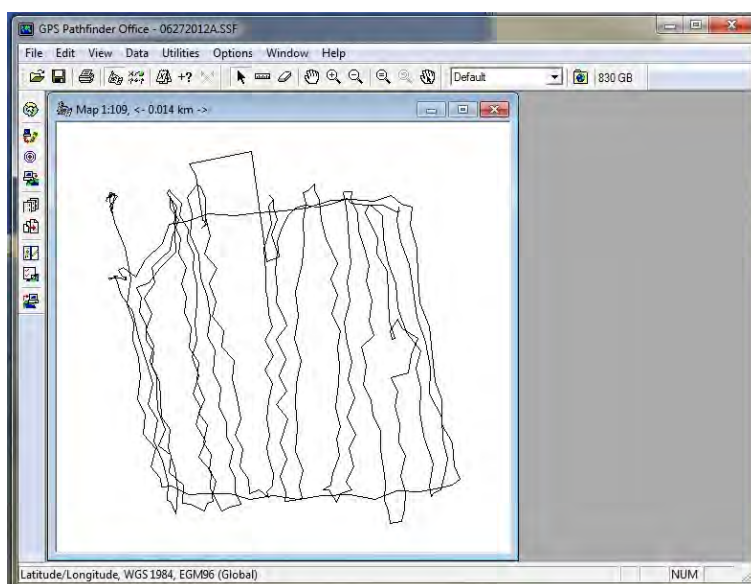 GPS Pathfinder Office - 06272012A.SSF
File Edit View Data Utilities Options Window Help
Default 830 GB
Map 1:109, <- 0.014 km ->
Latitude/Longitude, WGS 1984, EGM96 (Global) NUM